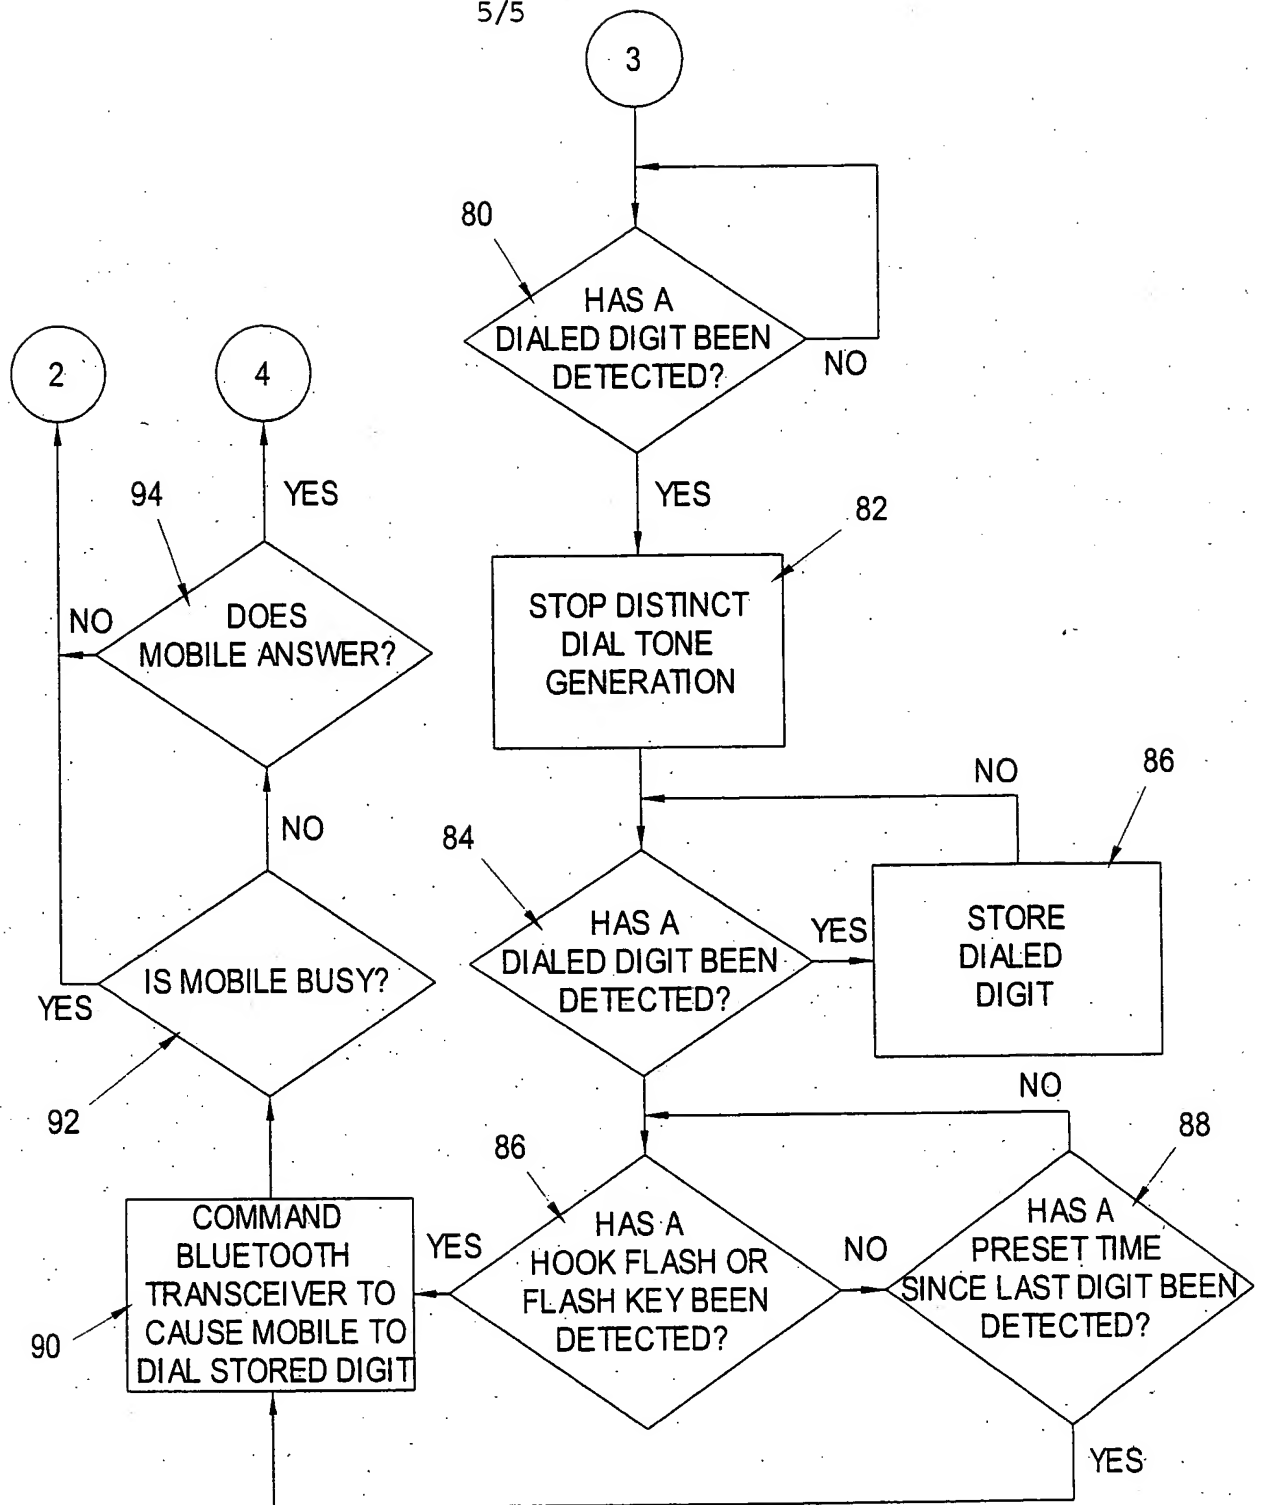 5/5
3
80
HAS A
DIALED DIGIT BEEN
DETECTED?
NO
2
4
94
YES
YES
82
STOP DISTINCT
DIAL TONE
GENERATION
NO
DOES
MOBILE ANSWER?
NO
86
NO
84
HAS A
DIALED DIGIT BEEN
DETECTED?
YES
STORE
DIALED
DIGIT
IS MOBILE BUSY?
YES
92
NO
86
88
HAS A
HOOK FLASH OR
FLASH KEY BEEN
DETECTED?
NO
HAS A
PRESET TIME
SINCE LAST DIGIT BEEN
DETECTED?
YES
COMMAND
BLUETOOTH
TRANSCEIVER TO
CAUSE MOBILE TO
DIAL STORED DIGIT
90
YES